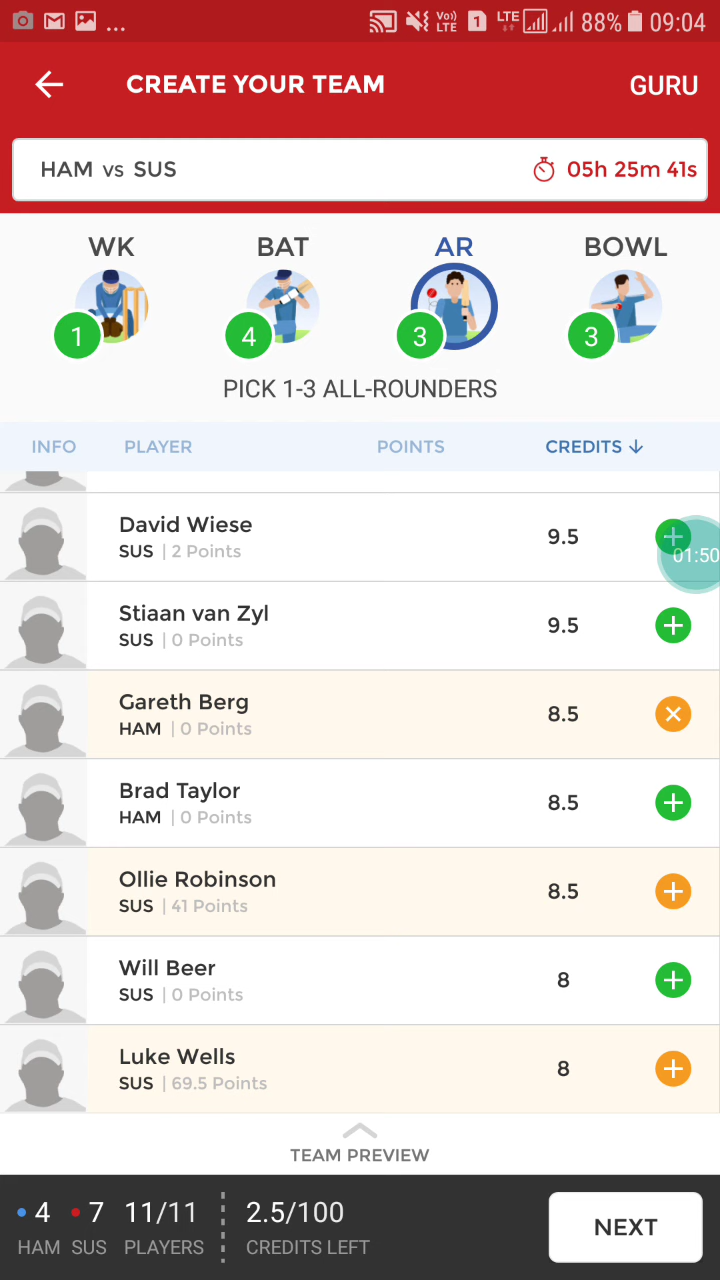 ... Vo) LTE 1 LTE 88% 09:04
CREATE YOUR TEAM GURU
HAM vs SUS 05h 25m 41s
WK BAT AR BOWL
1 4 3 3
PICK 1-3 ALL-ROUNDERS
INFO PLAYER POINTS CREDITS ↓
David Wiese
SUS | 2 Points 9.5 +
01:50
Stiaan van Zyl
SUS | 0 Points 9.5 +
Gareth Berg
HAM | 0 Points 8.5 ×
Brad Taylor
HAM | 0 Points 8.5 +
Ollie Robinson
SUS | 41 Points 8.5 +
Will Beer
SUS | 0 Points 8 +
Luke Wells
SUS | 69.5 Points 8 +
TEAM PREVIEW
4 7 11/11 2.5/100
HAM SUS PLAYERS CREDITS LEFT
NEXT